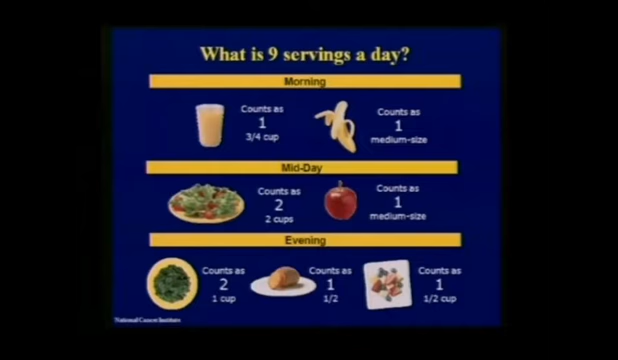 What is 9 servings a day?
Morning
Counts as
1
3/4 cup
Counts as
1
medium-size
Mid-Day
Counts as
2
2 cups
Counts as
1
medium-size
Evening
Counts as
2
1 cup
Counts as
1
1/2
Counts as
1
1/2 cup
National Cancer Institute